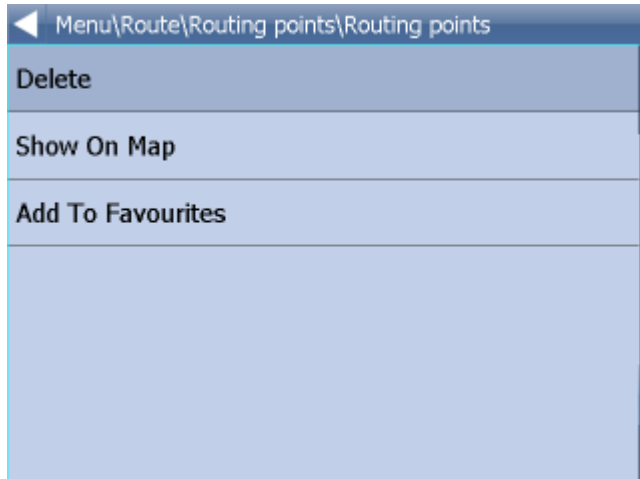 Menu\Route\Routing points\Routing points
Delete
Show On Map
Add To Favourites